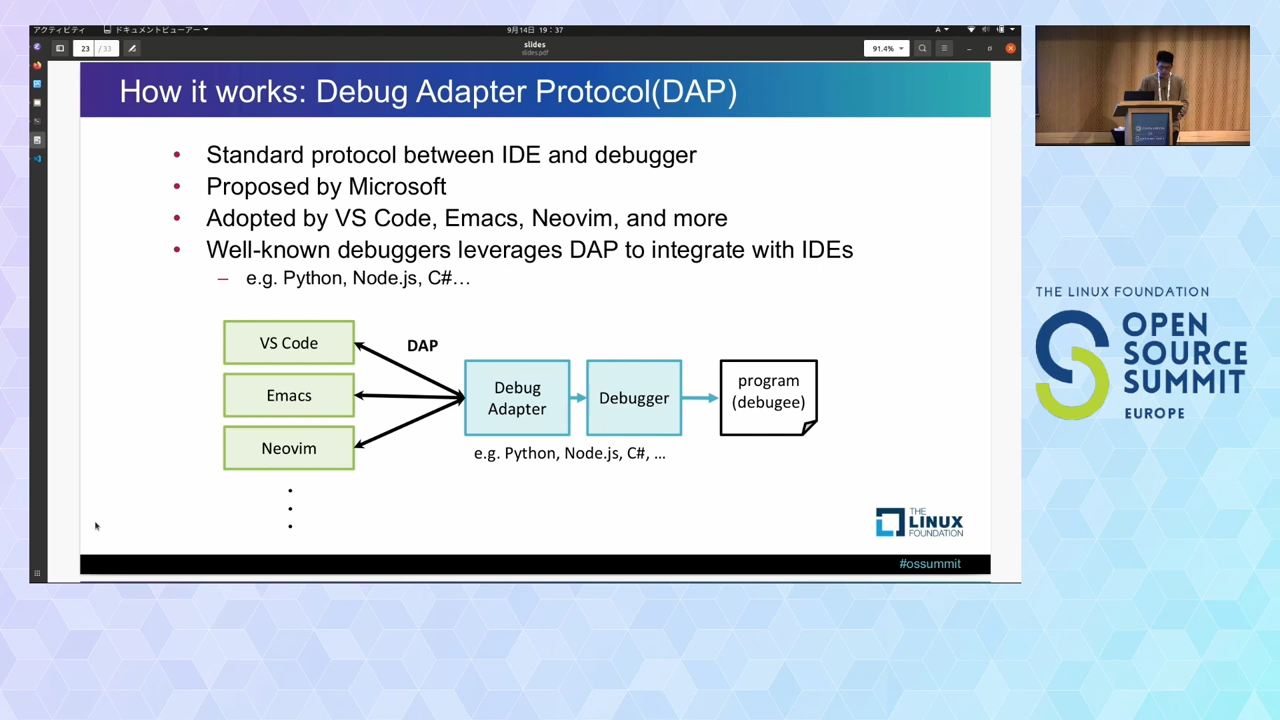 アクティビティ
ドキュメントビューアー
9月14日 19:37
A
23 / 33
slides
slides.pdf
91.4%
How it works: Debug Adapter Protocol(DAP)
• Standard protocol between IDE and debugger
• Proposed by Microsoft
• Adopted by VS Code, Emacs, Neovim, and more
• Well-known debuggers leverages DAP to integrate with IDEs
– e.g. Python, Node.js, C#…
VS Code
Emacs
Neovim
DAP
Debug
Adapter
Debugger
program
(debugee)
e.g. Python, Node.js, C#, ...
THE
LINUX
FOUNDATION
#ossummit
THE LINUX FOUNDATION
OPEN
SOURCE
SUMMIT
EUROPE